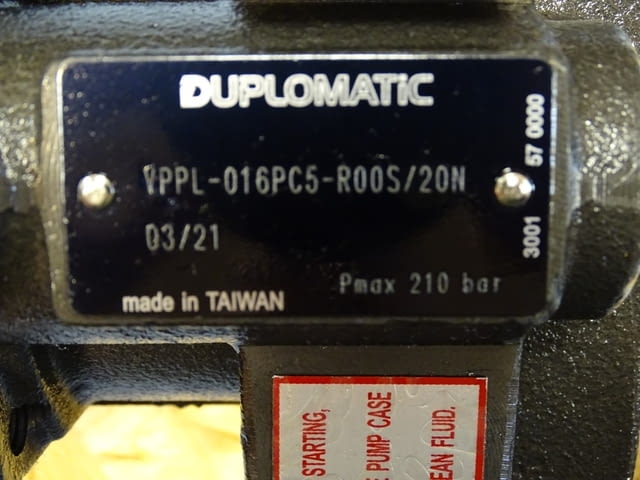 DUPLOMATIC
VPPL-016PC5-R00S/20N
03/21
Pmax 210 bar
made in TAIWAN
3001 57 0000
STARTING,
PUMP CASE
FLUID.